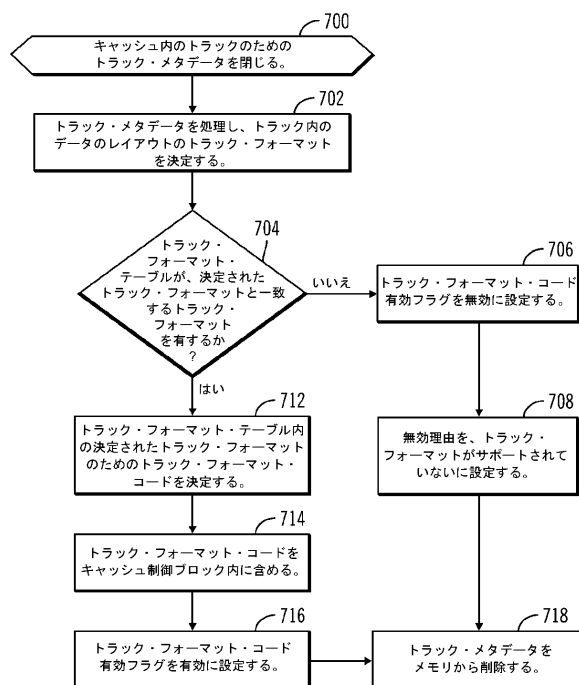 700
キャッシュ内のトラックのための
トラック・メタデータを閉じる。
702
トラック・メタデータを処理し、トラック内の
データのレイアウトのトラック・フォーマット
を決定する。
704
トラック・
フォーマット・
テーブルが、決定された
トラック・フォーマットと一致
するトラック・
フォーマット
を有するか
?
いいえ
706
トラック・フォーマット・コード
有効フラグを無効に設定する。
708
無効理由を、トラック・
フォーマットがサポートされて
いないに設定する。
はい
712
トラック・フォーマット・テーブル内
の決定されたトラック・フォーマット
のためのトラック・フォーマット・
コードを決定する。
714
トラック・フォーマット・コードを
キャッシュ制御ブロック内に含める。
716
トラック・フォーマット・コード
有効フラグを有効に設定する。
718
トラック・メタデータを
メモリから削除する。